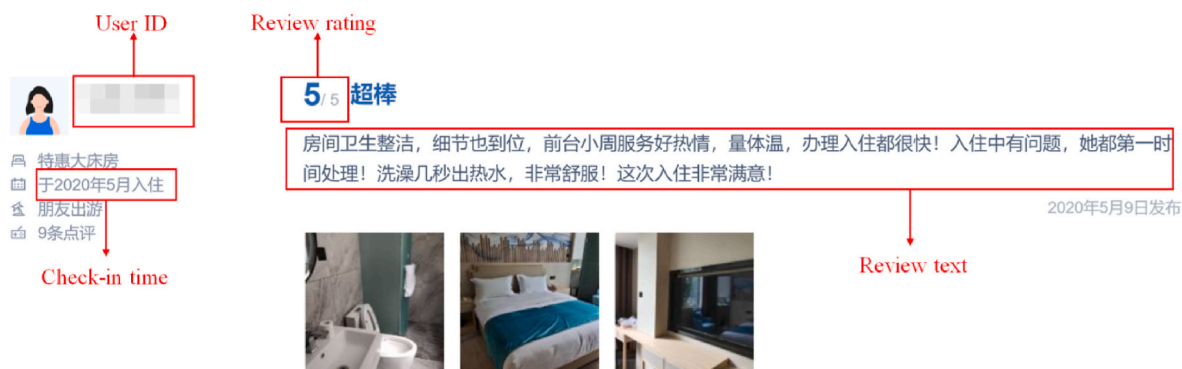 User ID
Review rating
5/5 超棒
房间卫生整洁，细节也到位，前台小周服务好热情，量体温，办理入住都很快！入住中有问题，她都第一时
间处理！洗澡几秒出热水，非常舒服！这次入住非常满意！
特惠大床房
于2020年5月入住
朋友出游
9条点评
2020年5月9日发布
Check-in time
Review text